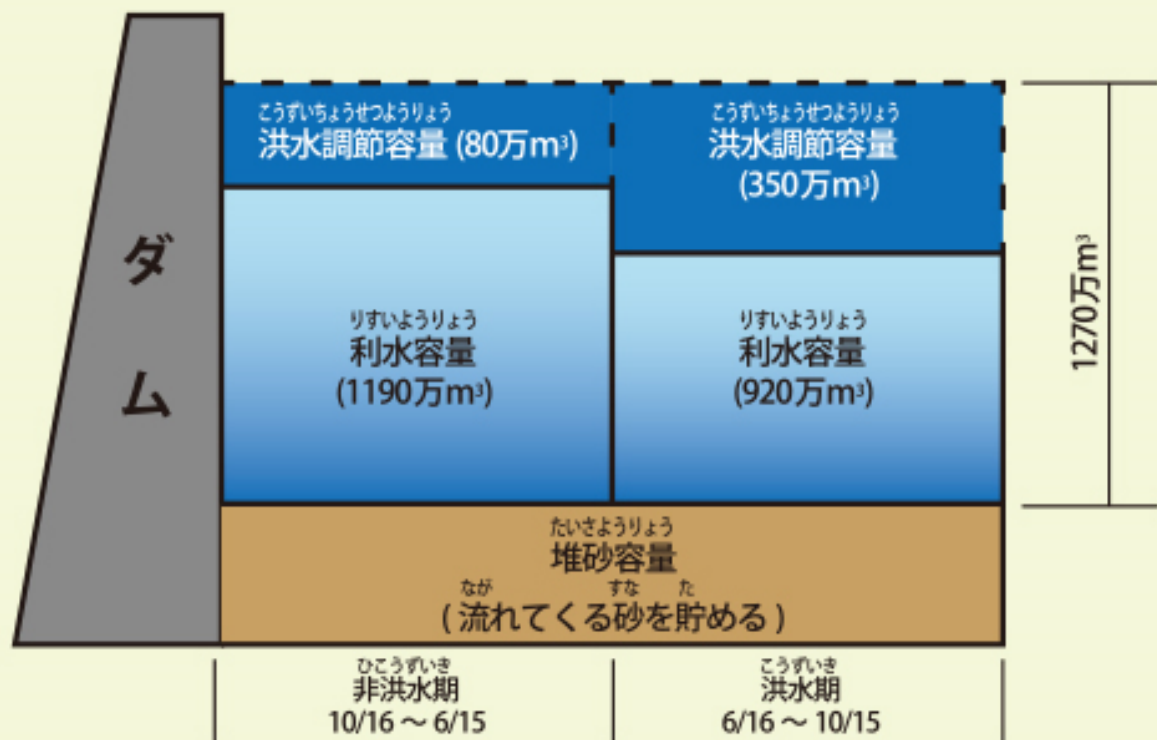 こうずいちょうせつようりょう
洪水調節容量 (80万m³)
こうずいちょうせつようりょう
洪水調節容量
(350万m³)
ダム
りすいようりょう
利水容量
(1190万m³)
りすいようりょう
利水容量
(920万m³)
1270万m³
たいさようりょう
堆砂容量
なが すな た
( 流れてくる砂を貯める )
ひこうずいき
非洪水期
10/16 ～ 6/15
こうずいき
洪水期
6/16 ～ 10/15